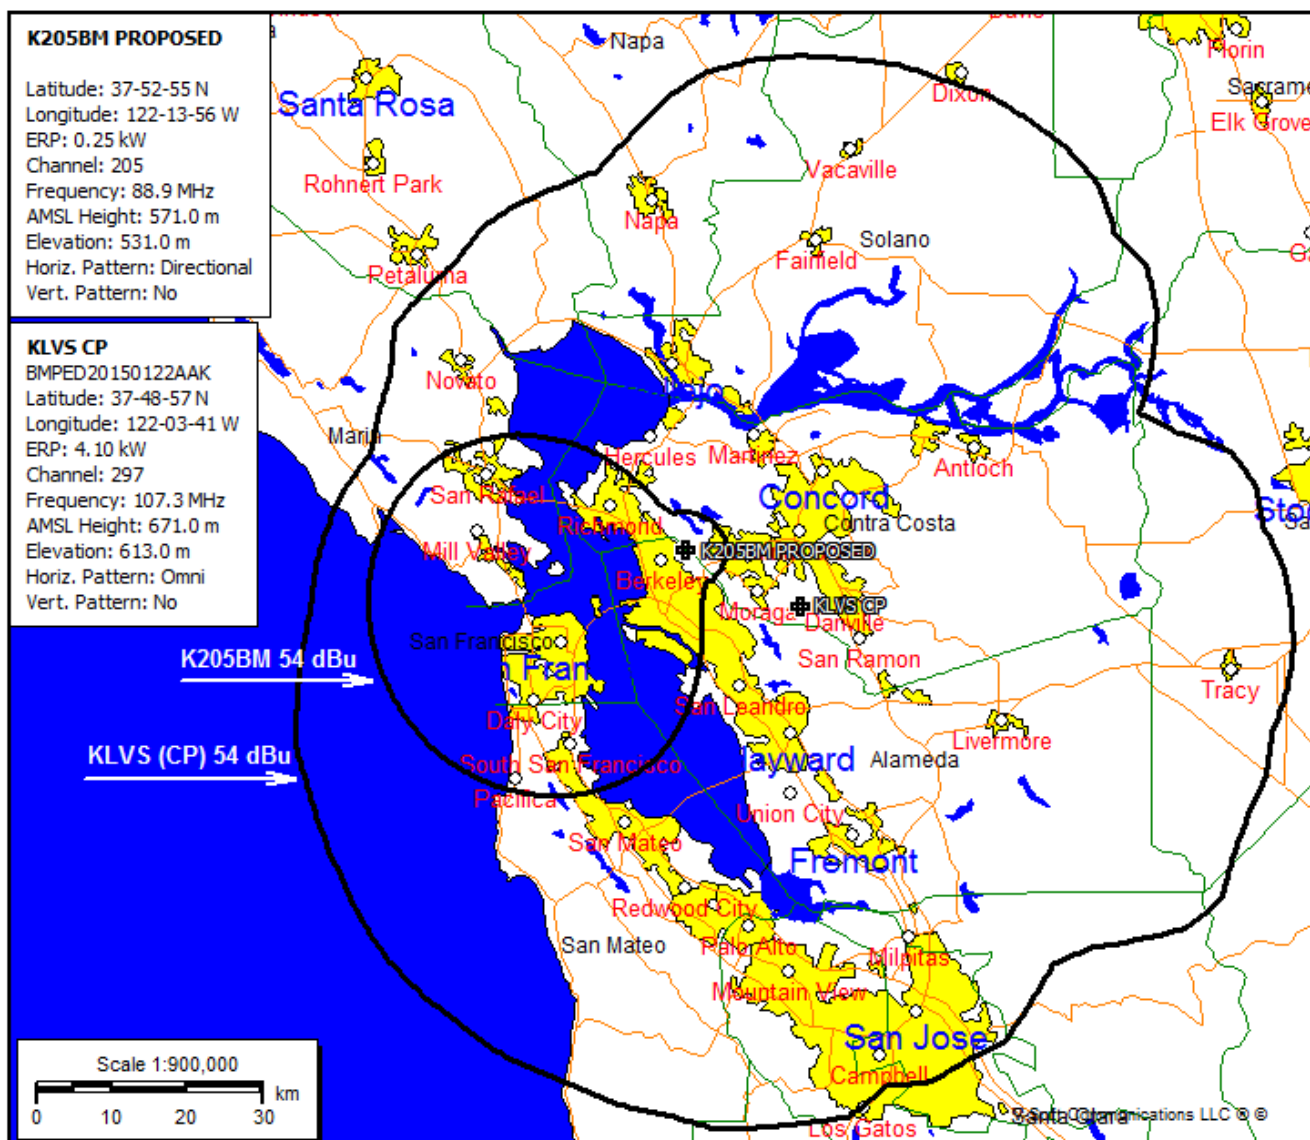 K205BM PROPOSED
Latitude: 37-52-55 N
Longitude: 122-13-56 W
ERP: 0.25 kW
Channel: 205
Frequency: 88.9 MHz
AMSL Height: 571.0 m
Elevation: 531.0 m
Horiz. Pattern: Directional
Vert. Pattern: No
KLVS CP
BMPED20150122AAK
Latitude: 37-48-57 N
Longitude: 122-03-41 W
ERP: 4.10 kW
Channel: 297
Frequency: 107.3 MHz
AMSL Height: 671.0 m
Elevation: 613.0 m
Horiz. Pattern: Omni
Vert. Pattern: No
Napa
Florin
Dixon
Sacrame
Elk Grove
Santa Rosa
Vacaville
Rohnert Park
Napa
Solano
Fairfield
Petaluma
Novato
Marin
Hercules
Martinez
Antioch
San Rafael
Concord
Contra Costa
Richmond
Mill Valley
K205BM PROPOSED
Berkeley
Moraga
KLVS CP
Danville
San Francisco
San Ramon
K205BM 54 dBu
n Fran
Tracy
San Leandro
Daly City
Livermore
KLVS (CP) 54 dBu
South San Francisco
ayward
Alameda
Pacifica
Union City
San Mateo
Fremont
Redwood City
San Mateo
Palo Alto
Milpitas
Mountain View
San Jose
Campbell
Los Gatos
Scale 1:900,000
km
0 10 20 30